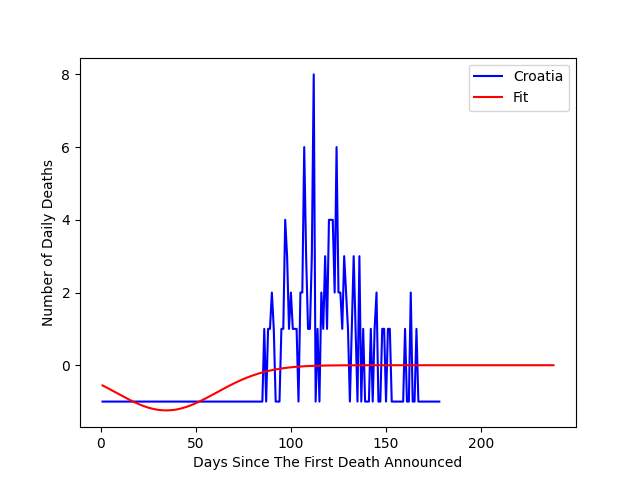 Croatia
Fit
Number of Daily Deaths
8
6
4
2
0
0 50 100 150 200
Days Since The First Death Announced